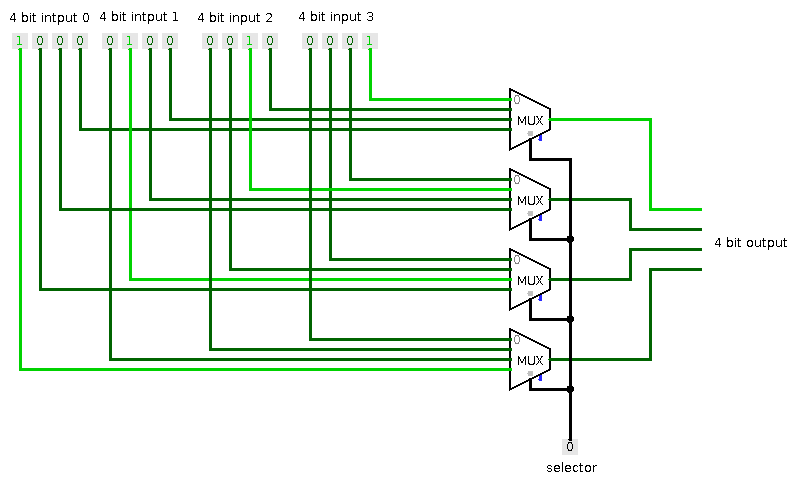 4 bit intput 0 4 bit intput 1 4 bit input 2 4 bit input 3
1 0 0 0 0 1 0 0 0 0 1 0 0 0 0 1
0
MUX
0
MUX
4 bit output
0
MUX
0
MUX
0
selector